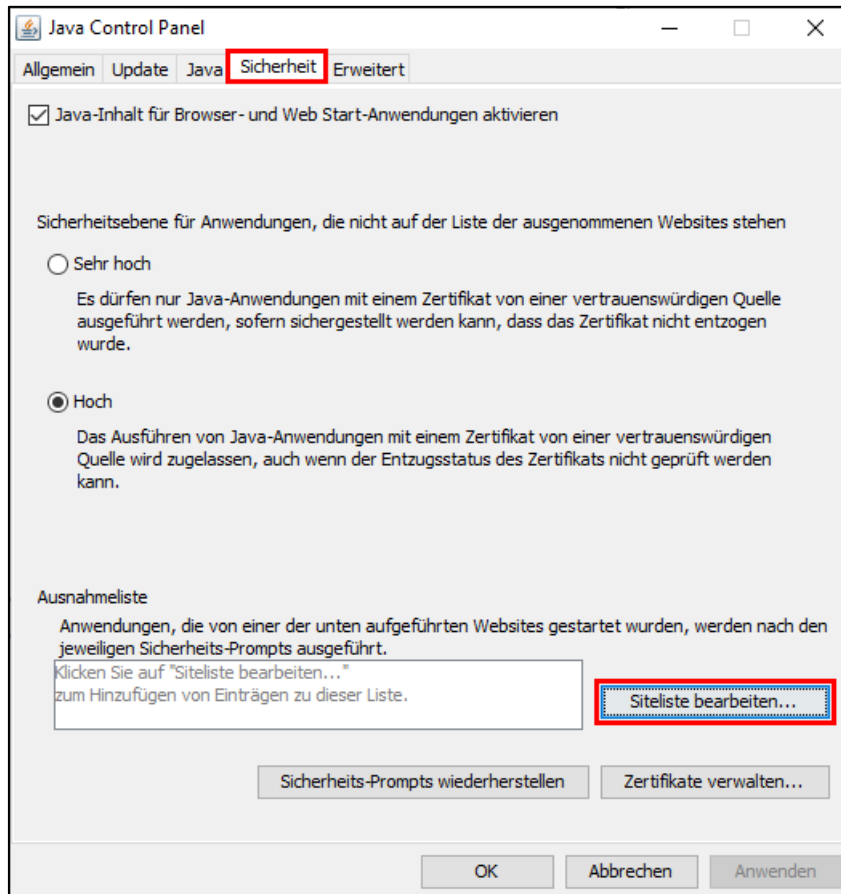 Java Control Panel
Allgemein Update Java Sicherheit Erweitert
Java-Inhalt für Browser- und Web Start-Anwendungen aktivieren
Sicherheitsebene für Anwendungen, die nicht auf der Liste der ausgenommenen Websites stehen
Sehr hoch
Es dürfen nur Java-Anwendungen mit einem Zertifikat von einer vertrauenswürdigen Quelle
ausgeführt werden, sofern sichergestellt werden kann, dass das Zertifikat nicht entzogen
wurde.
Hoch
Das Ausführen von Java-Anwendungen mit einem Zertifikat von einer vertrauenswürdigen
Quelle wird zugelassen, auch wenn der Entzugsstatus des Zertifikats nicht geprüft werden
kann.
Ausnahmeliste
Anwendungen, die von einer der unten aufgeführten Websites gestartet wurden, werden nach den
jeweiligen Sicherheits-Prompts ausgeführt.
Klicken Sie auf "Siteliste bearbeiten..."
zum Hinzufügen von Einträgen zu dieser Liste.
Siteliste bearbeiten...
Sicherheits-Prompts wiederherstellen Zertifikate verwalten...
OK Abbrechen Anwenden